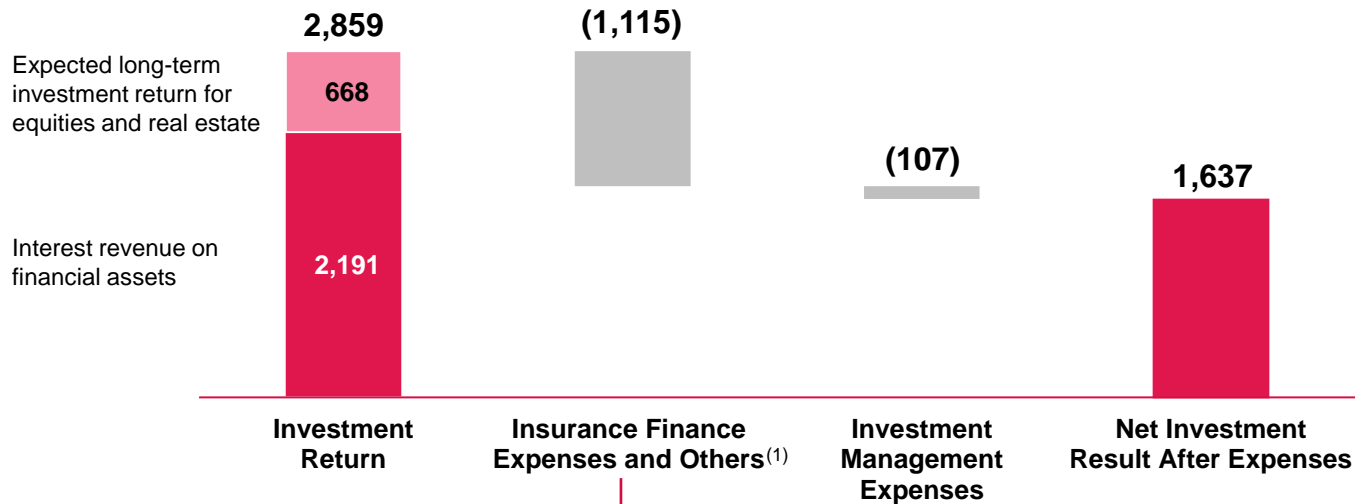 2,859
(1,115)
Expected long-term
investment return for
equities and real estate
668
(107)
1,637
Interest revenue on
financial assets
2,191
Investment
Return
Insurance Finance
Expenses and Others(1)
Investment
Management
Expenses
Net Investment
Result After Expenses